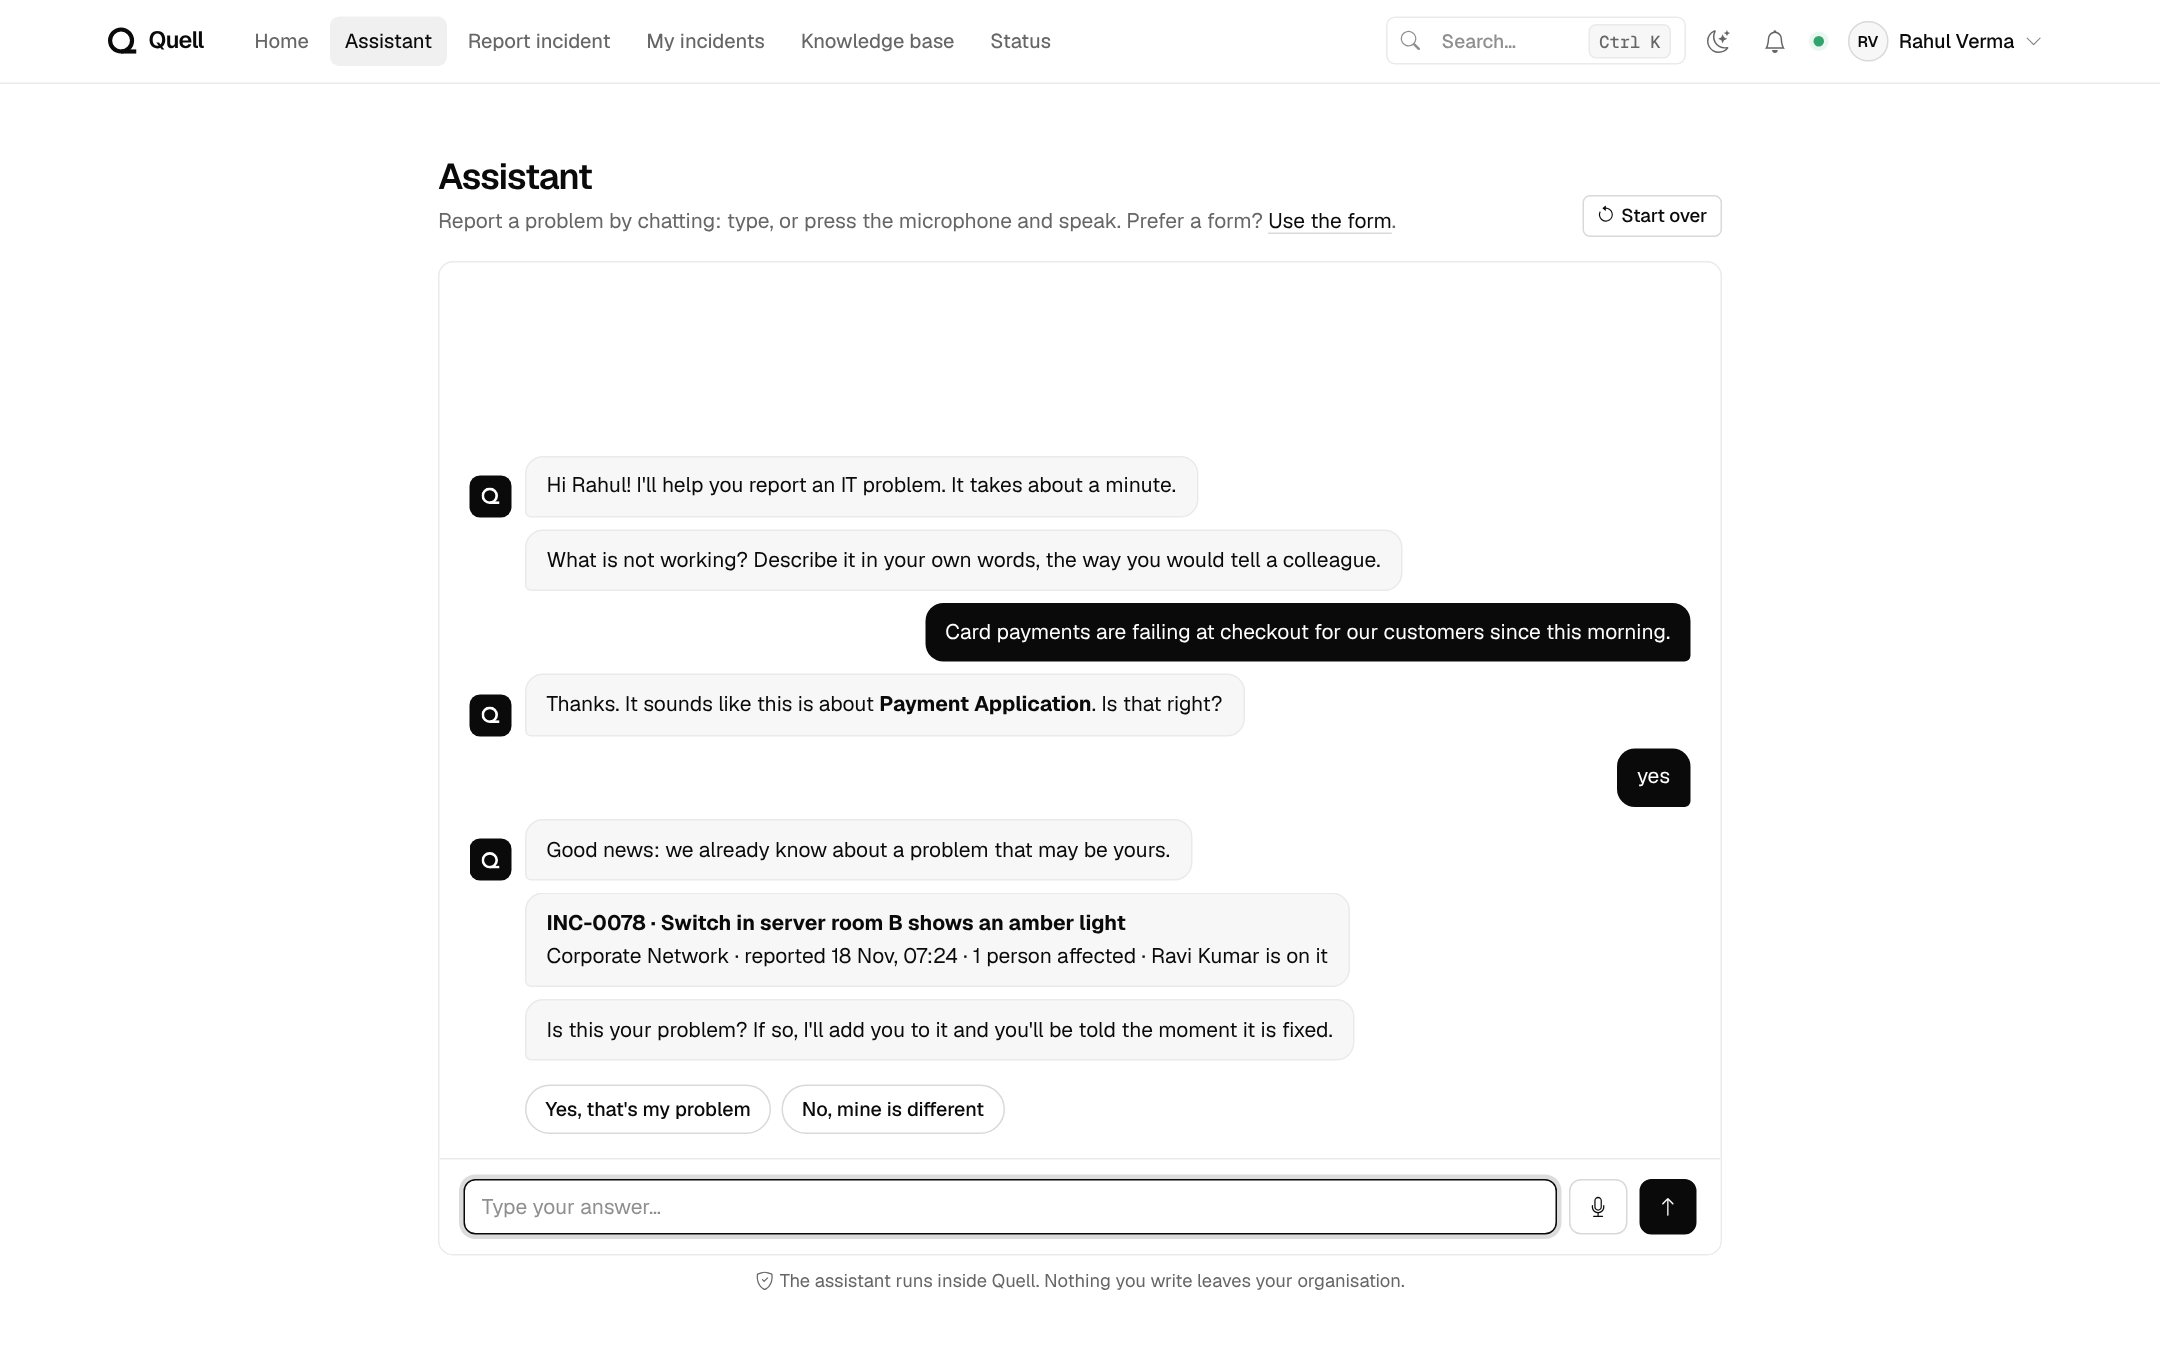 Quell
Home
Assistant
Report incident
My incidents
Knowledge base
Status
Search...
Ctrl K
RV
Rahul Verma
Assistant
Report a problem by chatting: type, or press the microphone and speak. Prefer a form? Use the form.
Start over
Hi Rahul! I'll help you report an IT problem. It takes about a minute.
What is not working? Describe it in your own words, the way you would tell a colleague.
Card payments are failing at checkout for our customers since this morning.
Thanks. It sounds like this is about Payment Application. Is that right?
yes
Good news: we already know about a problem that may be yours.
INC-0078 · Switch in server room B shows an amber light
Corporate Network · reported 18 Nov, 07:24 · 1 person affected · Ravi Kumar is on it
Is this your problem? If so, I'll add you to it and you'll be told the moment it is fixed.
Yes, that's my problem
No, mine is different
Type your answer...
The assistant runs inside Quell. Nothing you write leaves your organisation.